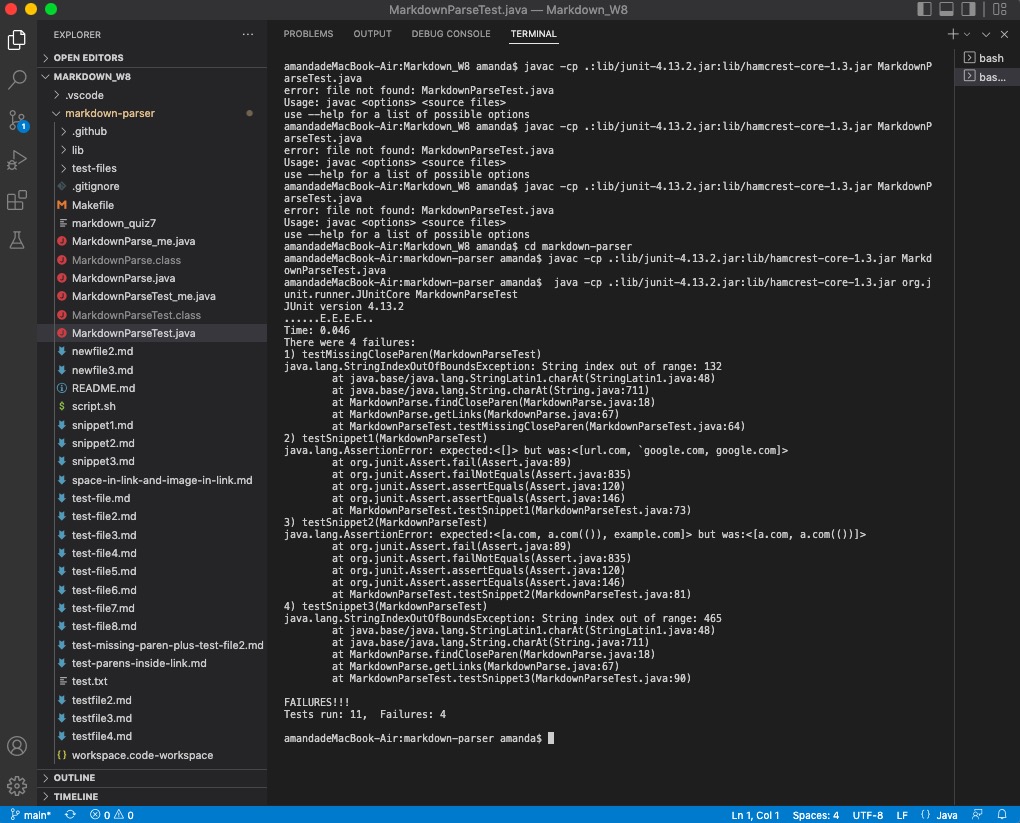 MarkdownParseTest.java — Markdown_W8
EXPLORER
OPEN EDITORS
MARKDOWN_W8
.vscode
markdown-parser
.github
lib
test-files
.gitignore
Makefile
markdown_quiz7
MarkdownParse_me.java
MarkdownParse.class
MarkdownParse.java
MarkdownParseTest_me.java
MarkdownParseTest.class
MarkdownParseTest.java
newfile2.md
newfile3.md
README.md
script.sh
snippet1.md
snippet2.md
snippet3.md
space-in-link-and-image-in-link.md
test-file.md
test-file2.md
test-file3.md
test-file4.md
test-file5.md
test-file6.md
test-file7.md
test-file8.md
test-missing-paren-plus-test-file2.md
test-parens-inside-link.md
test.txt
testfile2.md
testfile3.md
testfile4.md
workspace.code-workspace
OUTLINE
TIMELINE
PROBLEMS OUTPUT DEBUG CONSOLE TERMINAL
amandadeMacBook-Air:Markdown_W8 amanda$ javac -cp .:lib/junit-4.13.2.jar:lib/hamcrest-core-1.3.jar MarkdownP
arseTest.java
error: file not found: MarkdownParseTest.java
Usage: javac <options> <source files>
use --help for a list of possible options
amandadeMacBook-Air:Markdown_W8 amanda$ javac -cp .:lib/junit-4.13.2.jar:lib/hamcrest-core-1.3.jar MarkdownP
arseTest.java
error: file not found: MarkdownParseTest.java
Usage: javac <options> <source files>
use --help for a list of possible options
amandadeMacBook-Air:Markdown_W8 amanda$ javac -cp .:lib/junit-4.13.2.jar:lib/hamcrest-core-1.3.jar MarkdownP
arseTest.java
error: file not found: MarkdownParseTest.java
Usage: javac <options> <source files>
use --help for a list of possible options
amandadeMacBook-Air:Markdown_W8 amanda$ cd markdown-parser
amandadeMacBook-Air:markdown-parser amanda$ javac -cp .:lib/junit-4.13.2.jar:lib/hamcrest-core-1.3.jar Markd
ownParseTest.java
amandadeMacBook-Air:markdown-parser amanda$  java -cp .:lib/junit-4.13.2.jar:lib/hamcrest-core-1.3.jar org.j
unit.runner.JUnitCore MarkdownParseTest
JUnit version 4.13.2
......E.E.E.E..
Time: 0.046
There were 4 failures:
1) testMissingCloseParen(MarkdownParseTest)
java.lang.StringIndexOutOfBoundsException: String index out of range: 132
at java.base/java.lang.StringLatin1.charAt(StringLatin1.java:48)
at java.base/java.lang.String.charAt(String.java:711)
at MarkdownParse.findCloseParen(MarkdownParse.java:18)
at MarkdownParse.getLinks(MarkdownParse.java:67)
at MarkdownParseTest.testMissingCloseParen(MarkdownParseTest.java:64)
2) testSnippet1(MarkdownParseTest)
java.lang.AssertionError: expected:<[]> but was:<[url.com, `google.com, google.com]>
at org.junit.Assert.fail(Assert.java:89)
at org.junit.Assert.failNotEquals(Assert.java:835)
at org.junit.Assert.assertEquals(Assert.java:120)
at org.junit.Assert.assertEquals(Assert.java:146)
at MarkdownParseTest.testSnippet1(MarkdownParseTest.java:73)
3) testSnippet2(MarkdownParseTest)
java.lang.AssertionError: expected:<[a.com, a.com(()), example.com]> but was:<[a.com, a.com(())]>
at org.junit.Assert.fail(Assert.java:89)
at org.junit.Assert.failNotEquals(Assert.java:835)
at org.junit.Assert.assertEquals(Assert.java:120)
at org.junit.Assert.assertEquals(Assert.java:146)
at MarkdownParseTest.testSnippet2(MarkdownParseTest.java:81)
4) testSnippet3(MarkdownParseTest)
java.lang.StringIndexOutOfBoundsException: String index out of range: 465
at java.base/java.lang.StringLatin1.charAt(StringLatin1.java:48)
at java.base/java.lang.String.charAt(String.java:711)
at MarkdownParse.findCloseParen(MarkdownParse.java:18)
at MarkdownParse.getLinks(MarkdownParse.java:67)
at MarkdownParseTest.testSnippet3(MarkdownParseTest.java:90)
FAILURES!!!
Tests run: 11,  Failures: 4
amandadeMacBook-Air:markdown-parser amanda$
bash
bas...
1
main* 0 0 Ln 1, Col 1 Spaces: 4 UTF-8 LF {} Java